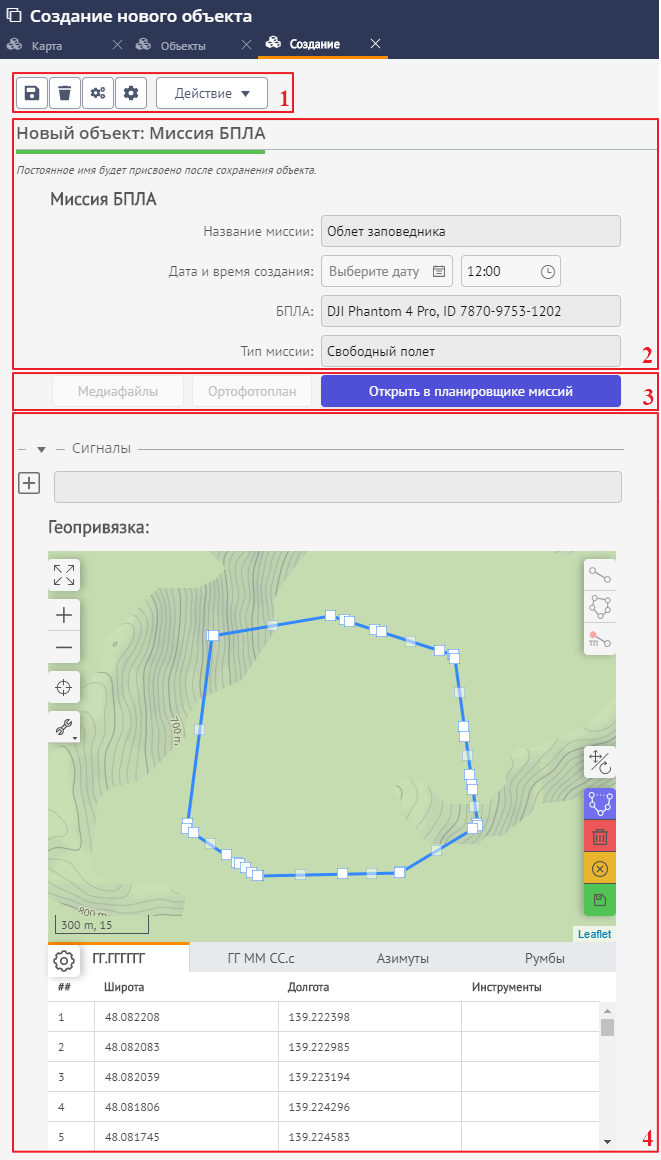 Создание нового объекта
Карта
Объекты
Создание
Действие
1
Новый объект: Миссия БПЛА
Постоянное имя будет присвоено после сохранения объекта.
Миссия БПЛА
Название миссии: Облет заповедника
Дата и время создания: Выберите дату 12:00
БПЛА: DJI Phantom 4 Pro, ID 7870-9753-1202
Тип миссии: Свободный полет
2
Медиафайлы Ортофотоплан Открыть в планировщике миссий
3
Сигналы
Геопривязка:
m
700 m.
800 m.
300 m, 15
Leaflet
ГГ.ГГГГГ ГГ ММ СС.с Азимуты Румбы
## Широта Долгота Инструменты
1 48.082208 139.222398
2 48.082083 139.222985
3 48.082039 139.223194
4 48.081806 139.224296
5 48.081745 139.224583
4